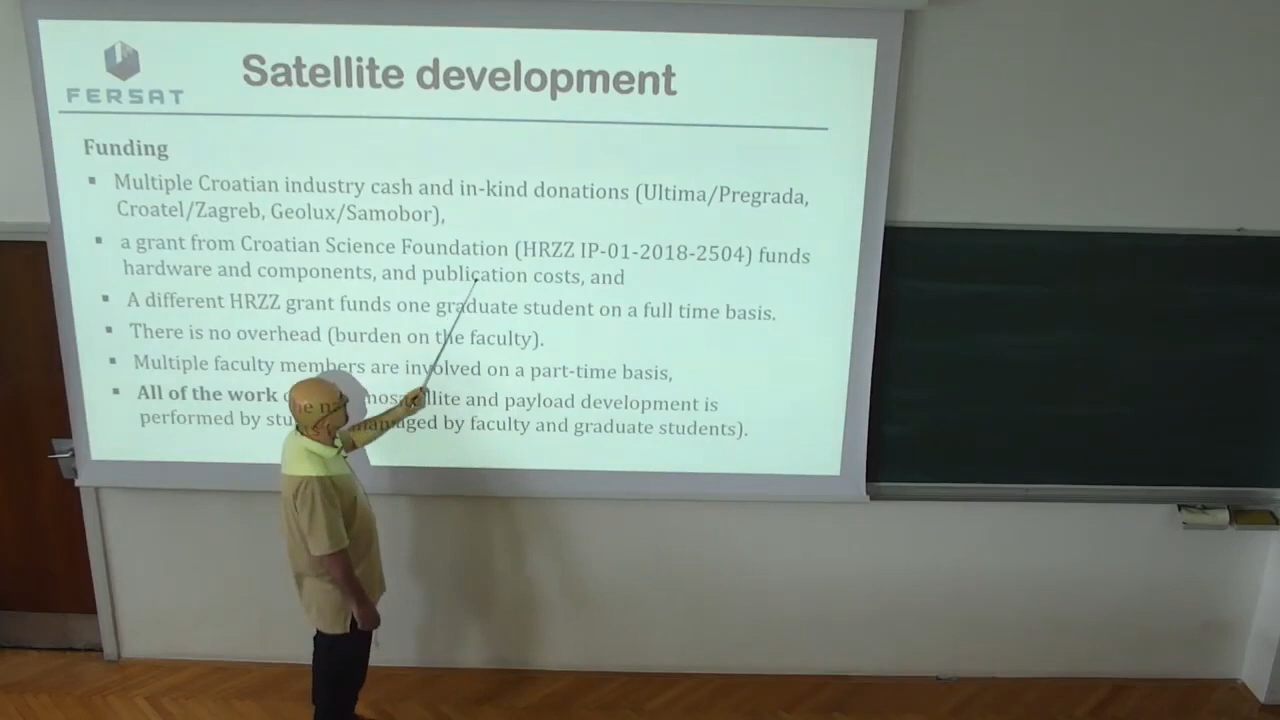 FERSAT
Satellite development
Funding
▪ Multiple Croatian industry cash and in-kind donations (Ultima/Pregrada,
Croatel/Zagreb, Geolux/Samobor),
▪ a grant from Croatian Science Foundation (HRZZ IP-01-2018-2504) funds
hardware and components, and publication costs, and
▪ A different HRZZ grant funds one graduate student on a full time basis.
▪ There is no overhead (burden on the faculty).
▪ Multiple faculty members are involved on a part-time basis,
▪ All of the work and payload development is
performed by by faculty and graduate students).